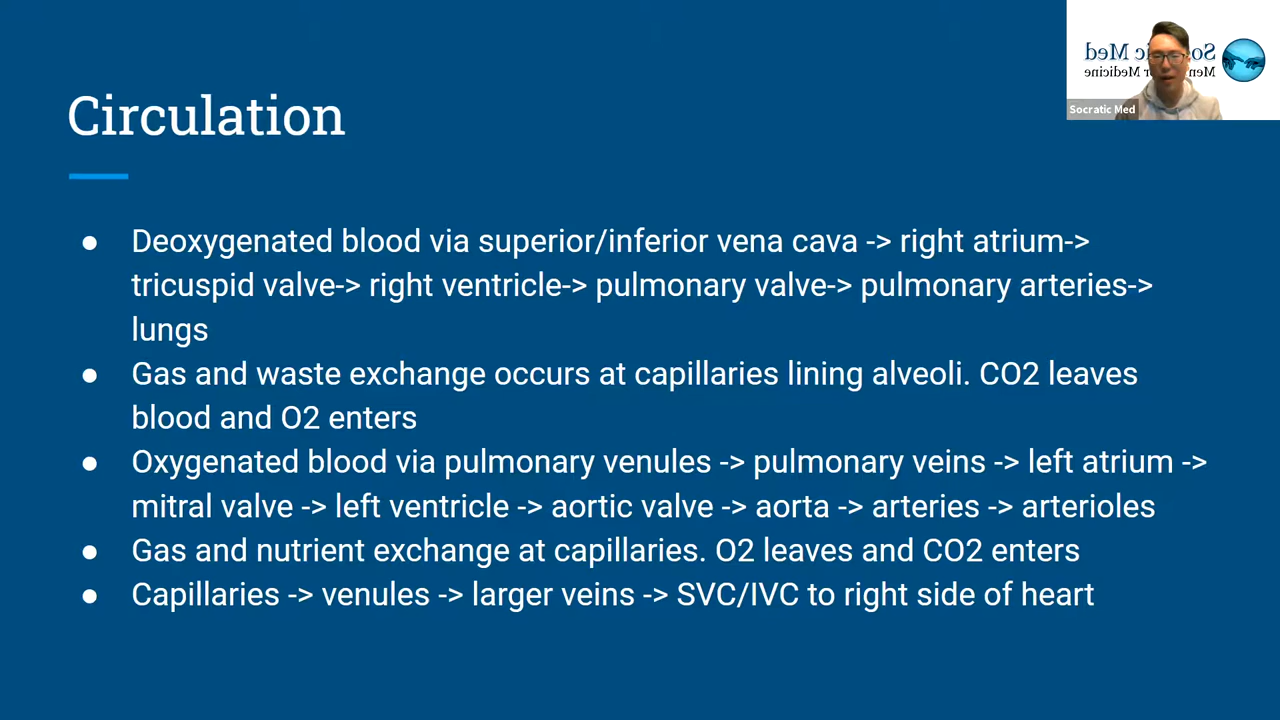 Circulation
● Deoxygenated blood via superior/inferior vena cava -> right atrium->
tricuspid valve-> right ventricle-> pulmonary valve-> pulmonary arteries->
lungs
● Gas and waste exchange occurs at capillaries lining alveoli. CO2 leaves
blood and O2 enters
● Oxygenated blood via pulmonary venules -> pulmonary veins -> left atrium ->
mitral valve -> left ventricle -> aortic valve -> aorta -> arteries -> arterioles
● Gas and nutrient exchange at capillaries. O2 leaves and CO2 enters
● Capillaries -> venules -> larger veins -> SVC/IVC to right side of heart
Med
Medicine
Socratic Med